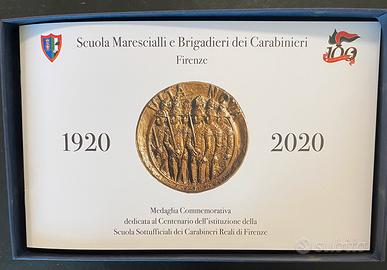 Scuola Marescialli e Brigadieri dei Carabinieri
Firenze
100
1920
2020
Medaglia Commemorativa
dedicata al Centenario dell'istituzione della
Scuola Sottufficiali dei Carabineri Reali di Firenze
subito